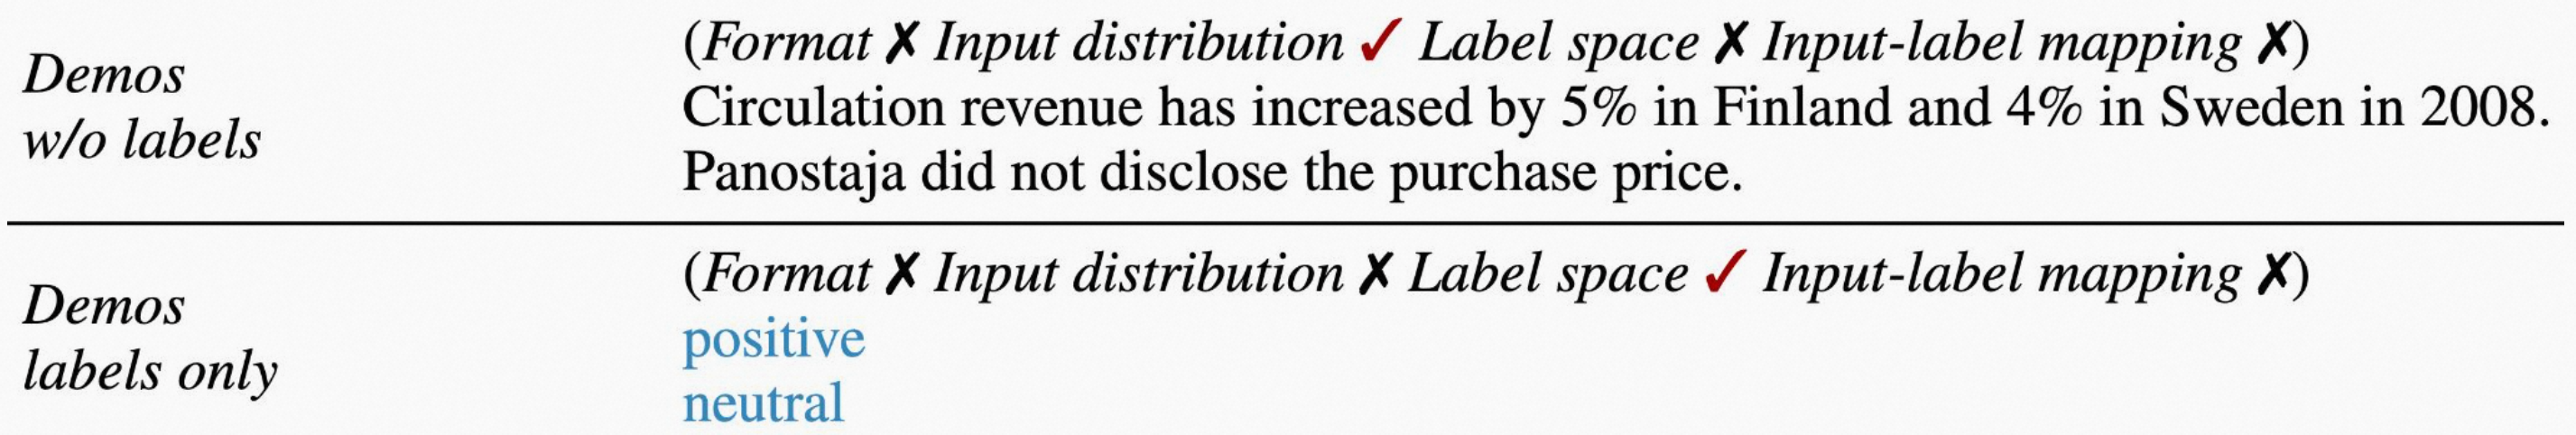 Demos
w/o labels
(Format ✗ Input distribution ✓ Label space ✗ Input-label mapping ✗)
Circulation revenue has increased by 5% in Finland and 4% in Sweden in 2008.
Panostaja did not disclose the purchase price.
Demos
labels only
(Format ✗ Input distribution ✗ Label space ✓ Input-label mapping ✗)
positive
neutral